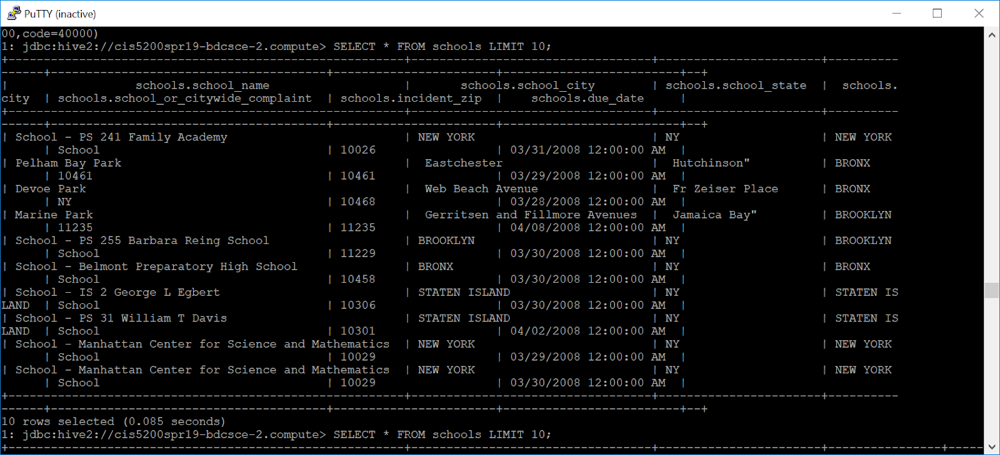 PuTTY (inactive)
00,code=40000)
1: jdbc:hive2://cis5200spr19-bdcsce-2.compute> SELECT * FROM schools LIMIT 10;
+--------------------------------------------------------+----------------------------------+-----------------------+----------
------+---------------------------------------+-----------------------+-------------------------+--+
|                  schools.school_name                   |       schools.school_city        | schools.school_state  |  schools.
city  | schools.school_or_citywide_complaint  | schools.incident_zip  |    schools.due_date     |
+--------------------------------------------------------+----------------------------------+-----------------------+----------
------+---------------------------------------+-----------------------+-------------------------+--+
| School - PS 241 Family Academy                         | NEW YORK                         | NY                    | NEW YORK
      | School                                | 10026                 | 03/31/2008 12:00:00 AM  |
| Pelham Bay Park                                        |  Eastchester                     |  Hutchinson"          | BRONX
      | 10461                                 | 10461                 | 03/29/2008 12:00:00 AM  |
| Devoe Park                                             |  Web Beach Avenue                |  Fr Zeiser Place      | BRONX
      | NY                                    | 10468                 | 03/28/2008 12:00:00 AM  |
| Marine Park                                            |  Gerritsen and Fillmore Avenues  |  Jamaica Bay"         | BROOKLYN
      | 11235                                 | 11235                 | 04/08/2008 12:00:00 AM  |
| School - PS 255 Barbara Reing School                   | BROOKLYN                         | NY                    | BROOKLYN
      | School                                | 11229                 | 03/30/2008 12:00:00 AM  |
| School - Belmont Preparatory High School               | BRONX                            | NY                    | BRONX
      | School                                | 10458                 | 03/30/2008 12:00:00 AM  |
| School - IS 2 George L Egbert                          | STATEN ISLAND                    | NY                    | STATEN IS
LAND  | School                                | 10306                 | 03/30/2008 12:00:00 AM  |
| School - PS 31 William T Davis                         | STATEN ISLAND                    | NY                    | STATEN IS
LAND  | School                                | 10301                 | 04/02/2008 12:00:00 AM  |
| School - Manhattan Center for Science and Mathematics  | NEW YORK                         | NY                    | NEW YORK
      | School                                | 10029                 | 03/29/2008 12:00:00 AM  |
| School - Manhattan Center for Science and Mathematics  | NEW YORK                         | NY                    | NEW YORK
      | School                                | 10029                 | 03/30/2008 12:00:00 AM  |
+--------------------------------------------------------+----------------------------------+-----------------------+----------
------+---------------------------------------+-----------------------+-------------------------+--+
10 rows selected (0.085 seconds)
1: jdbc:hive2://cis5200spr19-bdcsce-2.compute> SELECT * FROM schools LIMIT 10;
+--------------------------------------------------------+----------------------------------+-----------------------+----------------+-----